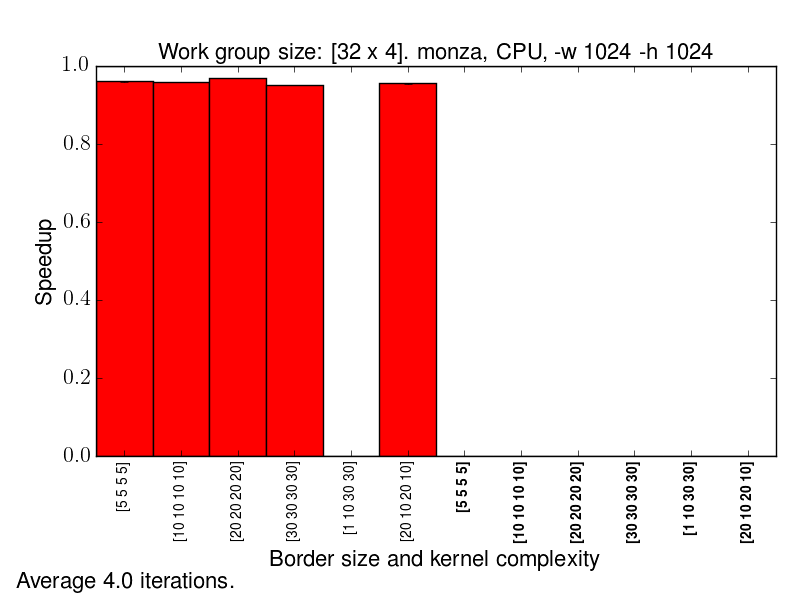 Work group size: [32 x 4]. monza, CPU, -w 1024 -h 1024
1.0
0.8
0.6
0.4
0.2
0.0
Speedup
[5 5 5 5]
[10 10 10 10]
[20 20 20 20]
[30 30 30 30]
[1 10 30 30]
[20 10 20 10]
[5 5 5 5]
[10 10 10 10]
[20 20 20 20]
[30 30 30 30]
[1 10 30 30]
[20 10 20 10]
Border size and kernel complexity
Average 4.0 iterations.